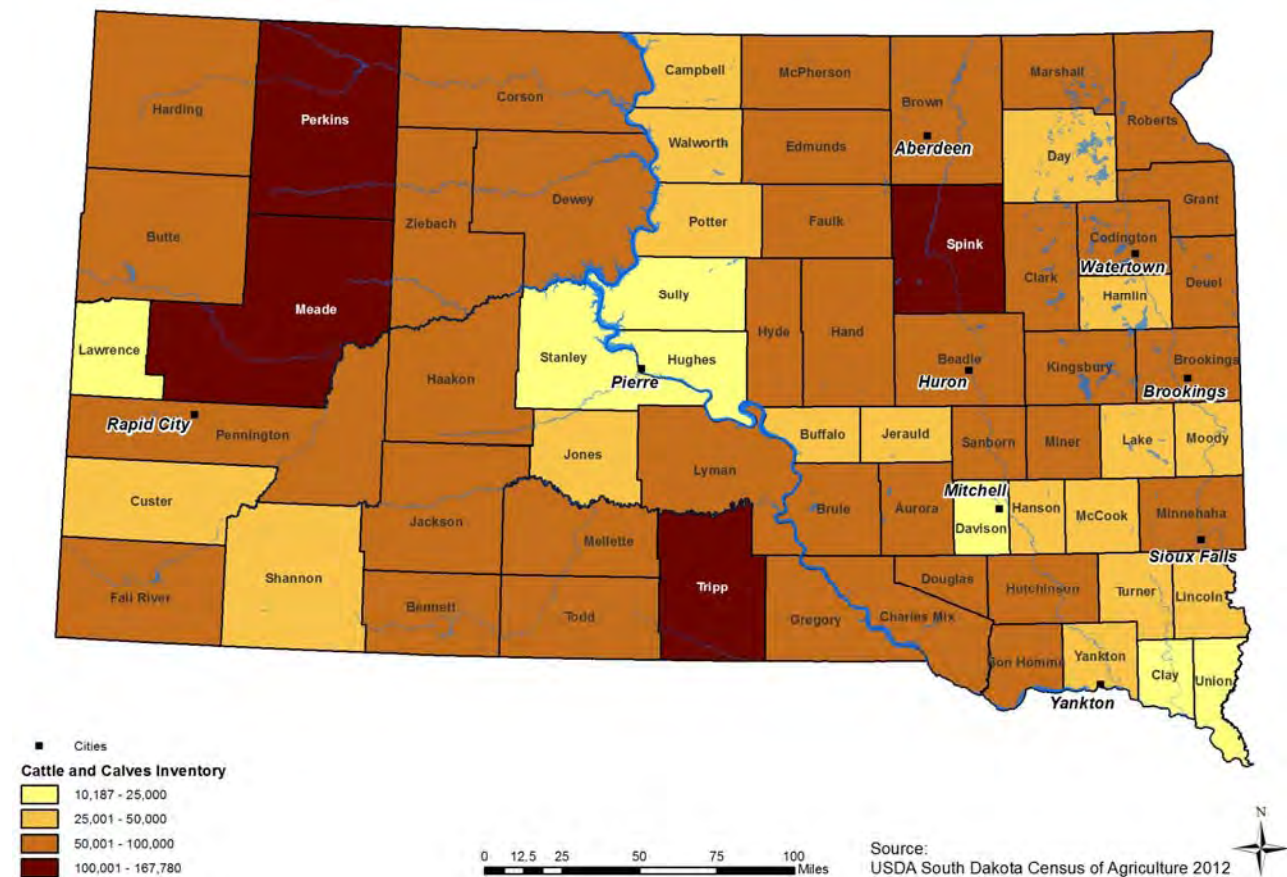 Campbell
McPherson
Marshall
Harding
Perkins
Corson
Brown
Roberts
Walworth
Edmunds
Aberdeen
Day
Dewey
Grant
Butte
Ziebach
Potter
Faulk
Spink
Codington
Watertown
Clark
Deuel
Meade
Sully
Hamlin
Lawrence
Stanley
Hughes
Hyde
Hand
Beadle
Kingsbury
Brookings
Haakon
Pierre
Huron
Brookings
Rapid City
Pennington
Buffalo
Jerauld
Sanborn
Miner
Lake
Moody
Jones
Lyman
Custer
Mitchell
Jackson
Brule
Aurora
Davison
Hanson
McCook
Minnehaha
Mellette
Sioux Falls
Shannon
Tripp
Douglas
Hutchinson
Turner
Lincoln
Fall River
Bennett
Todd
Gregory
Charles Mix
Bon Homme
Yankton
Clay
Union
Yankton
Cities
Cattle and Calves Inventory
10,187 - 25,000
25,001 - 50,000
50,001 - 100,000
100,001 - 167,780
0 12.5 25 50 75 100
Miles
Source:
USDA South Dakota Census of Agriculture 2012
N